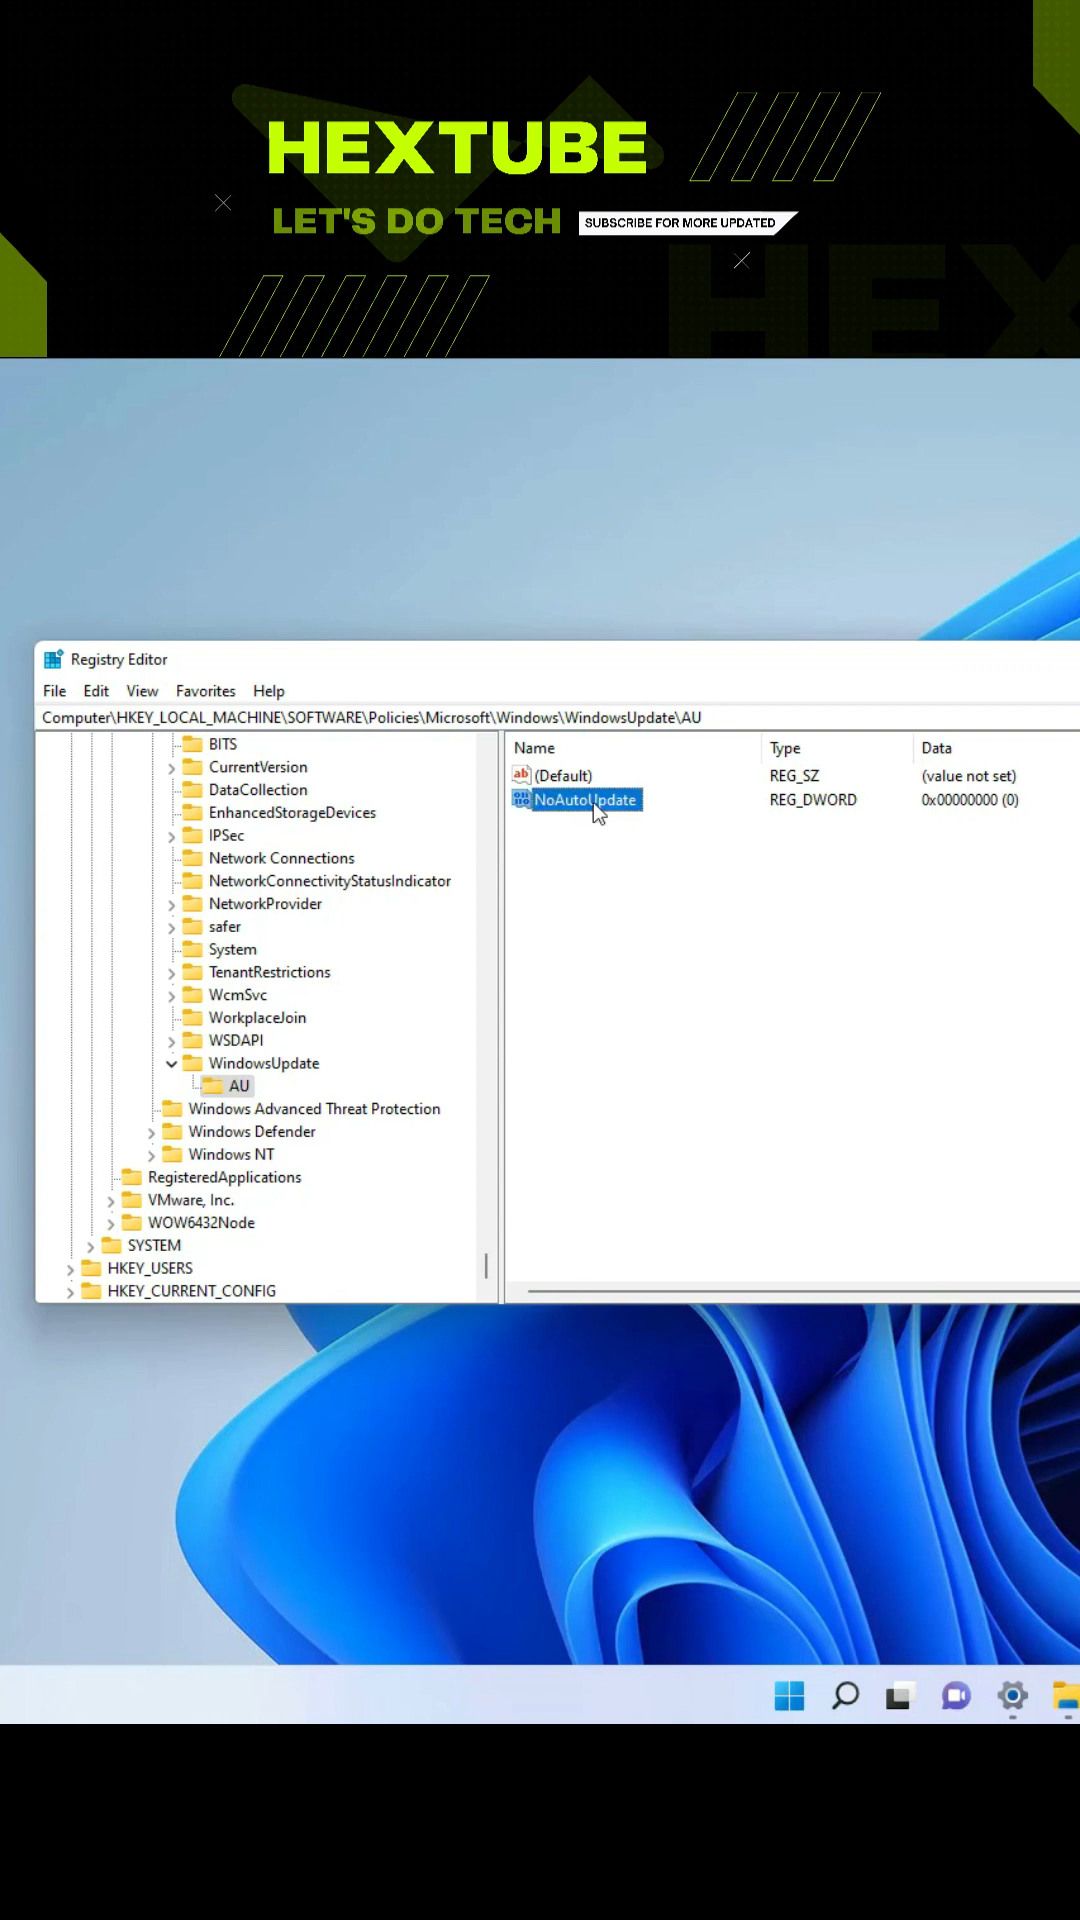 HEXTUBE
LET'S DO TECH
SUBSCRIBE FOR MORE UPDATED
HEX
Registry Editor
File Edit View Favorites Help
Computer\HKEY_LOCAL_MACHINE\SOFTWARE\Policies\Microsoft\Windows\WindowsUpdate\AU
BITS
CurrentVersion
DataCollection
EnhancedStorageDevices
IPSec
Network Connections
NetworkConnectivityStatusIndicator
NetworkProvider
safer
System
TenantRestrictions
WcmSvc
WorkplaceJoin
WSDAPI
WindowsUpdate
AU
Windows Advanced Threat Protection
Windows Defender
Windows NT
RegisteredApplications
VMware, Inc.
WOW6432Node
SYSTEM
HKEY_USERS
HKEY_CURRENT_CONFIG
Name Type Data
(Default) REG_SZ (value not set)
NoAutoUpdate REG_DWORD 0x00000000 (0)